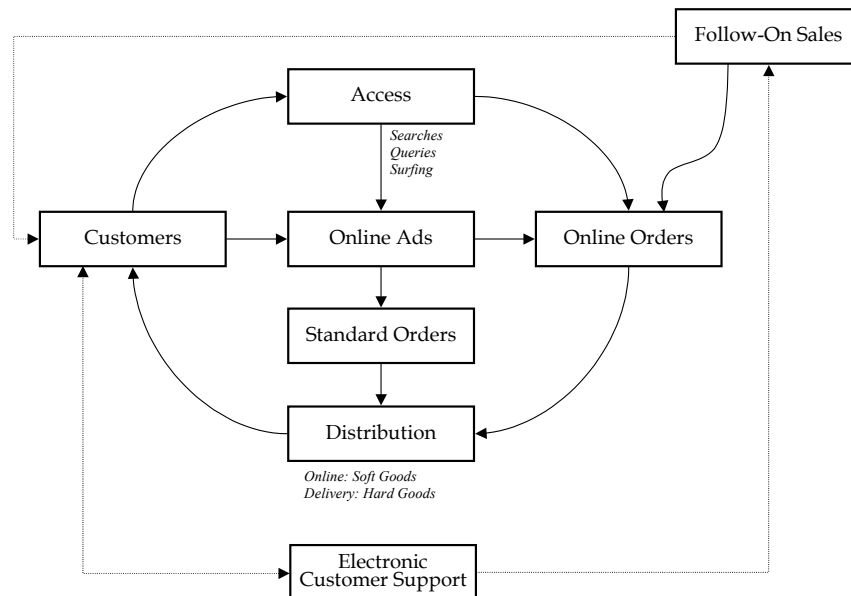 Follow-On Sales
Access
Searches
Queries
Surfing
Customers
Online Ads
Online Orders
Standard Orders
Distribution
Online: Soft Goods
Delivery: Hard Goods
Electronic
Customer Support